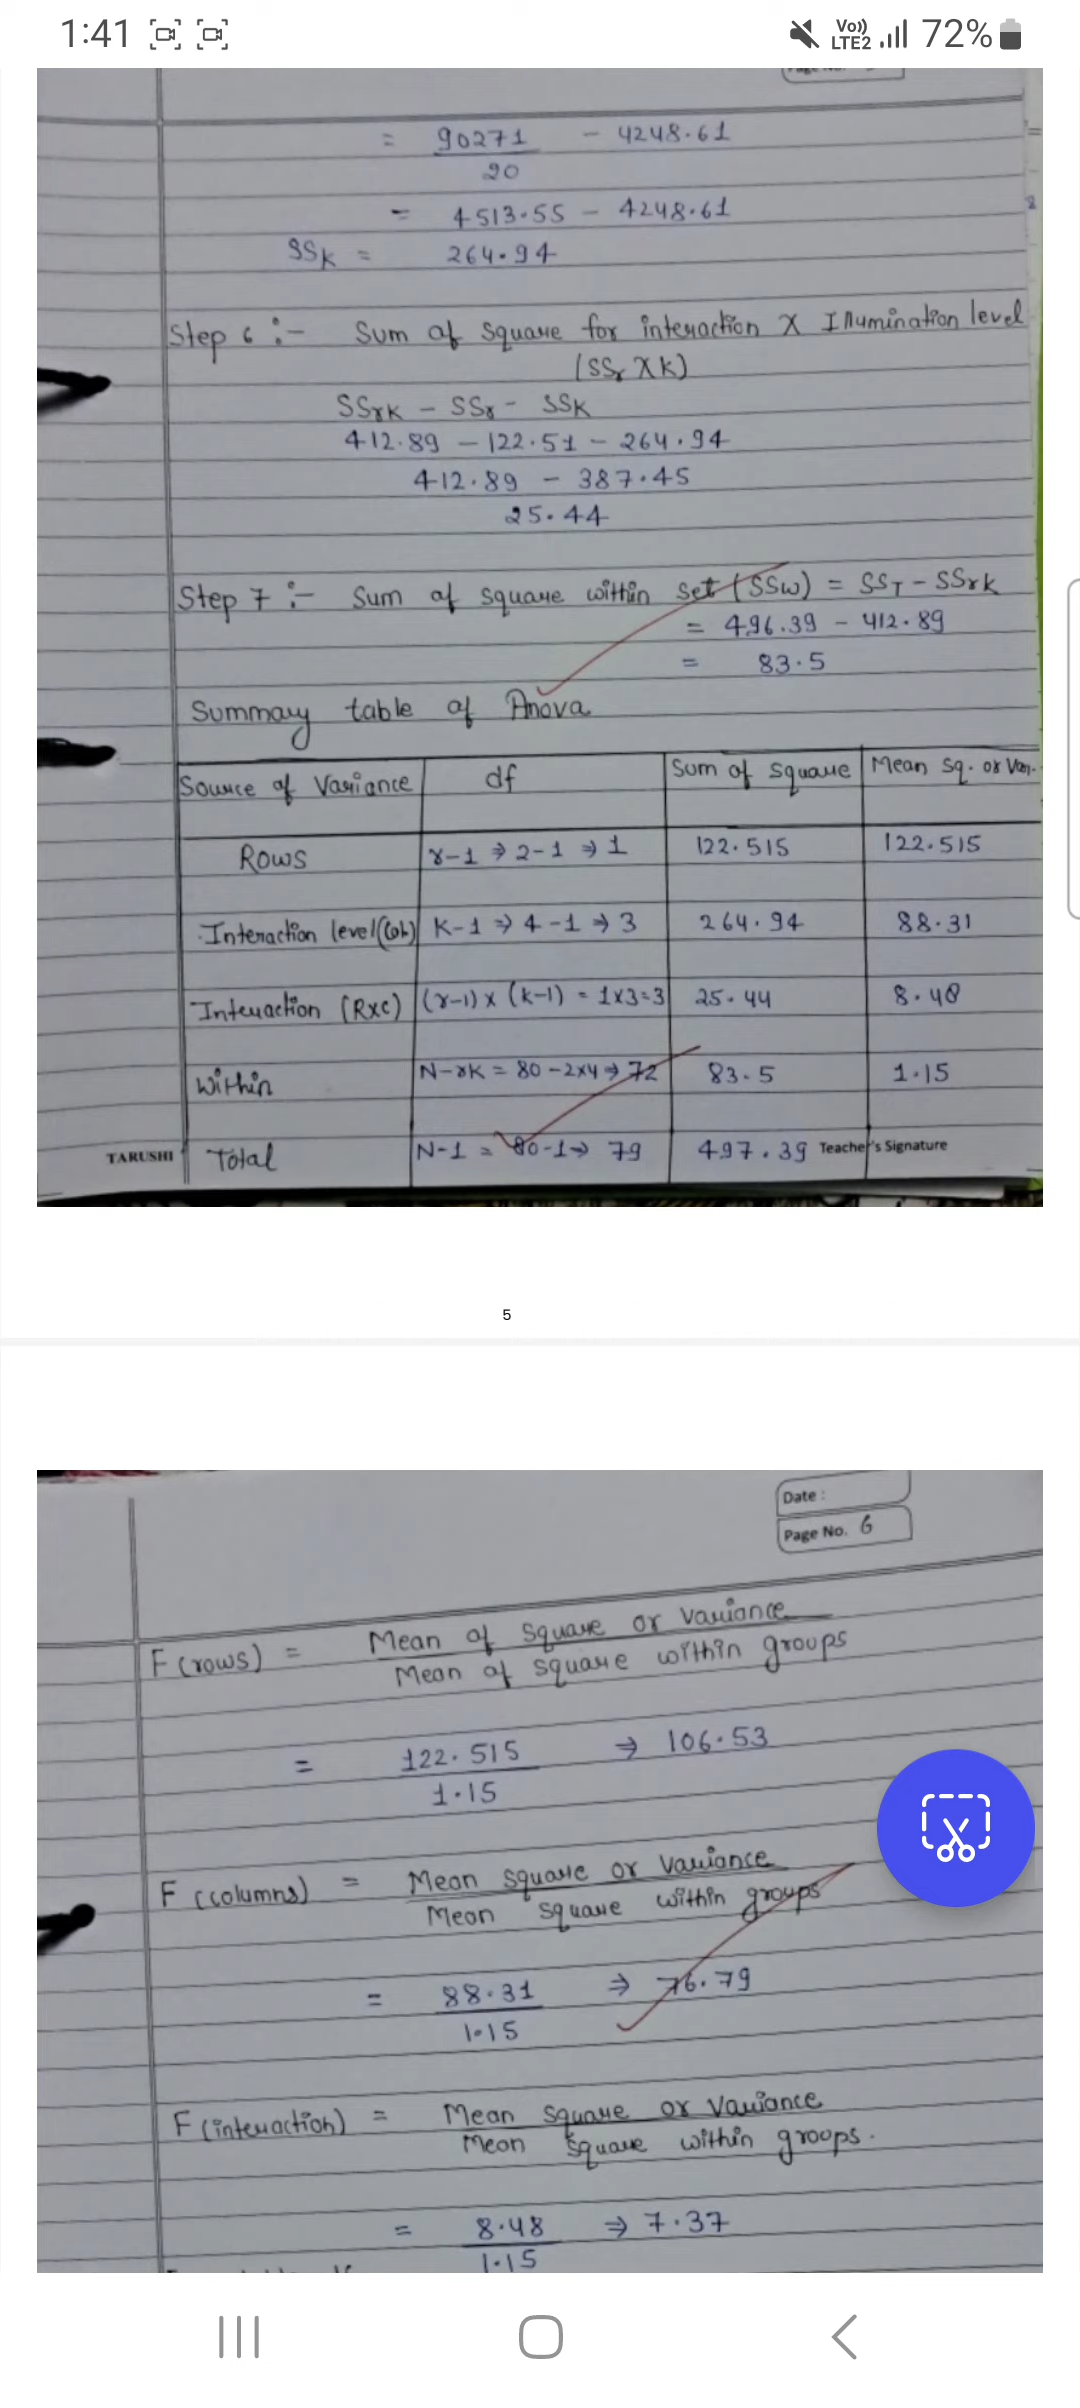 1:41
Vo)) LTE2 72%
= 90271 - 4248.61
20
= 4513.55 - 4248.61
SSK = 264.94
Step 6 :- Sum of square for interaction X Illumination level
(SSr XK)
SSrK - SSr - SSK
412.89 - 122.51 - 264.94
412.89 - 387.45
25.44
Step 7 :- Sum of square within set (SSw) = SST - SSrK
= 496.39 - 412.89
= 83.5
Summary table of Anova
Source of Variance df Sum of square Mean sq. or Van.
Rows r-1 ⇒ 2-1 ⇒ 1 122.515 122.515
Interaction level(Col) K-1 ⇒ 4-1 ⇒ 3 264.94 88.31
Interaction (RxC) (r-1) x (k-1) = 1x3=3 25.44 8.48
Within N-rK = 80-2x4 ⇒ 72 83.5 1.15
TARUSHI Total N-1 = 80-1 ⇒ 79 497.39 Teacher's Signature
5
Date :
Page No. 6
F (rows) = Mean of square or variance
Mean of square within groups
= 122.515 ⇒ 106.53
1.15
F (columns) = Mean square or variance
Mean square within groups
= 88.31 ⇒ 76.79
1.15
F (interaction) = Mean square or variance
Mean square within groups.
= 8.48 ⇒ 7.37
1.15